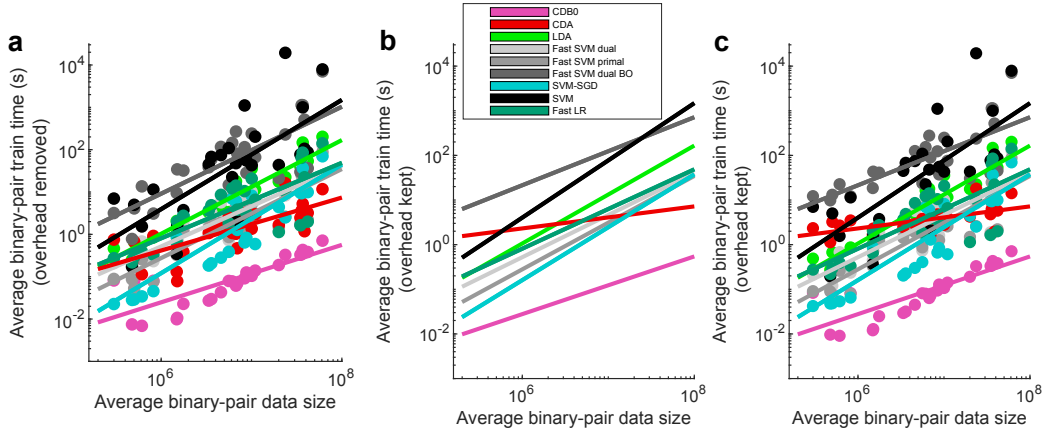 a
Average binary-pair train time (s)
(overhead removed)
10^4
10^2
10^0
10^-2
10^6
10^8
Average binary-pair data size
b
Average binary-pair train time (s)
(overhead kept)
10^4
10^2
10^0
10^-2
10^6
10^8
Average binary-pair data size
CDB0
CDA
LDA
Fast SVM dual
Fast SVM primal
Fast SVM dual BO
SVM-SGD
SVM
Fast LR
c
Average binary-pair train time (s)
(overhead kept)
10^4
10^2
10^0
10^-2
10^6
10^8
Average binary-pair data size